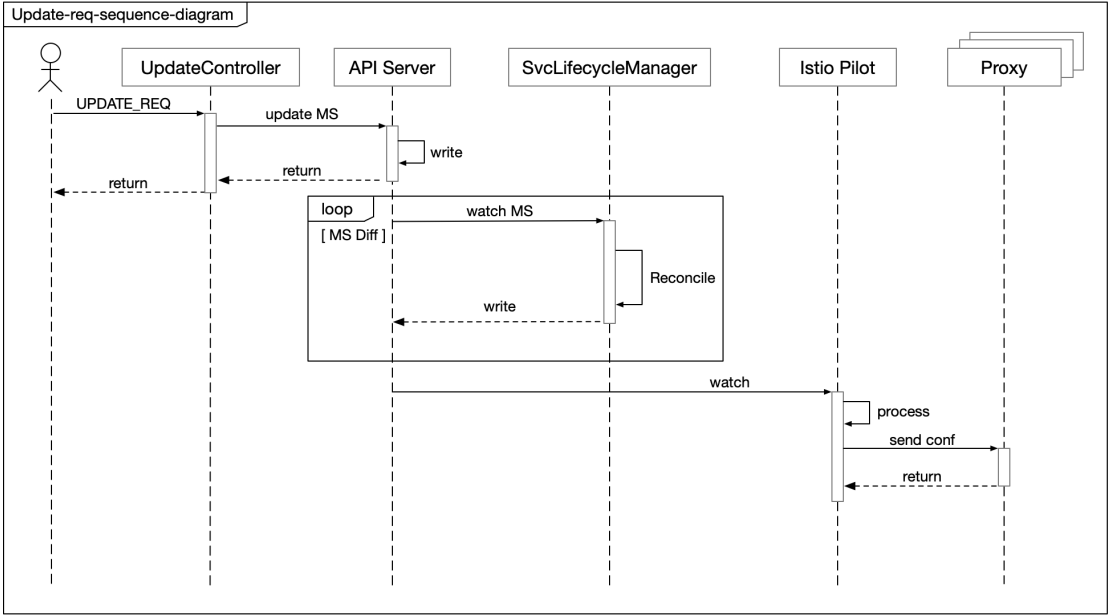 Update-req-sequence-diagram
UpdateController
API Server
SvcLifecycleManager
Istio Pilot
Proxy
UPDATE_REQ
update MS
write
return
return
loop
watch MS
[ MS Diff ]
Reconcile
write
watch
process
send conf
return